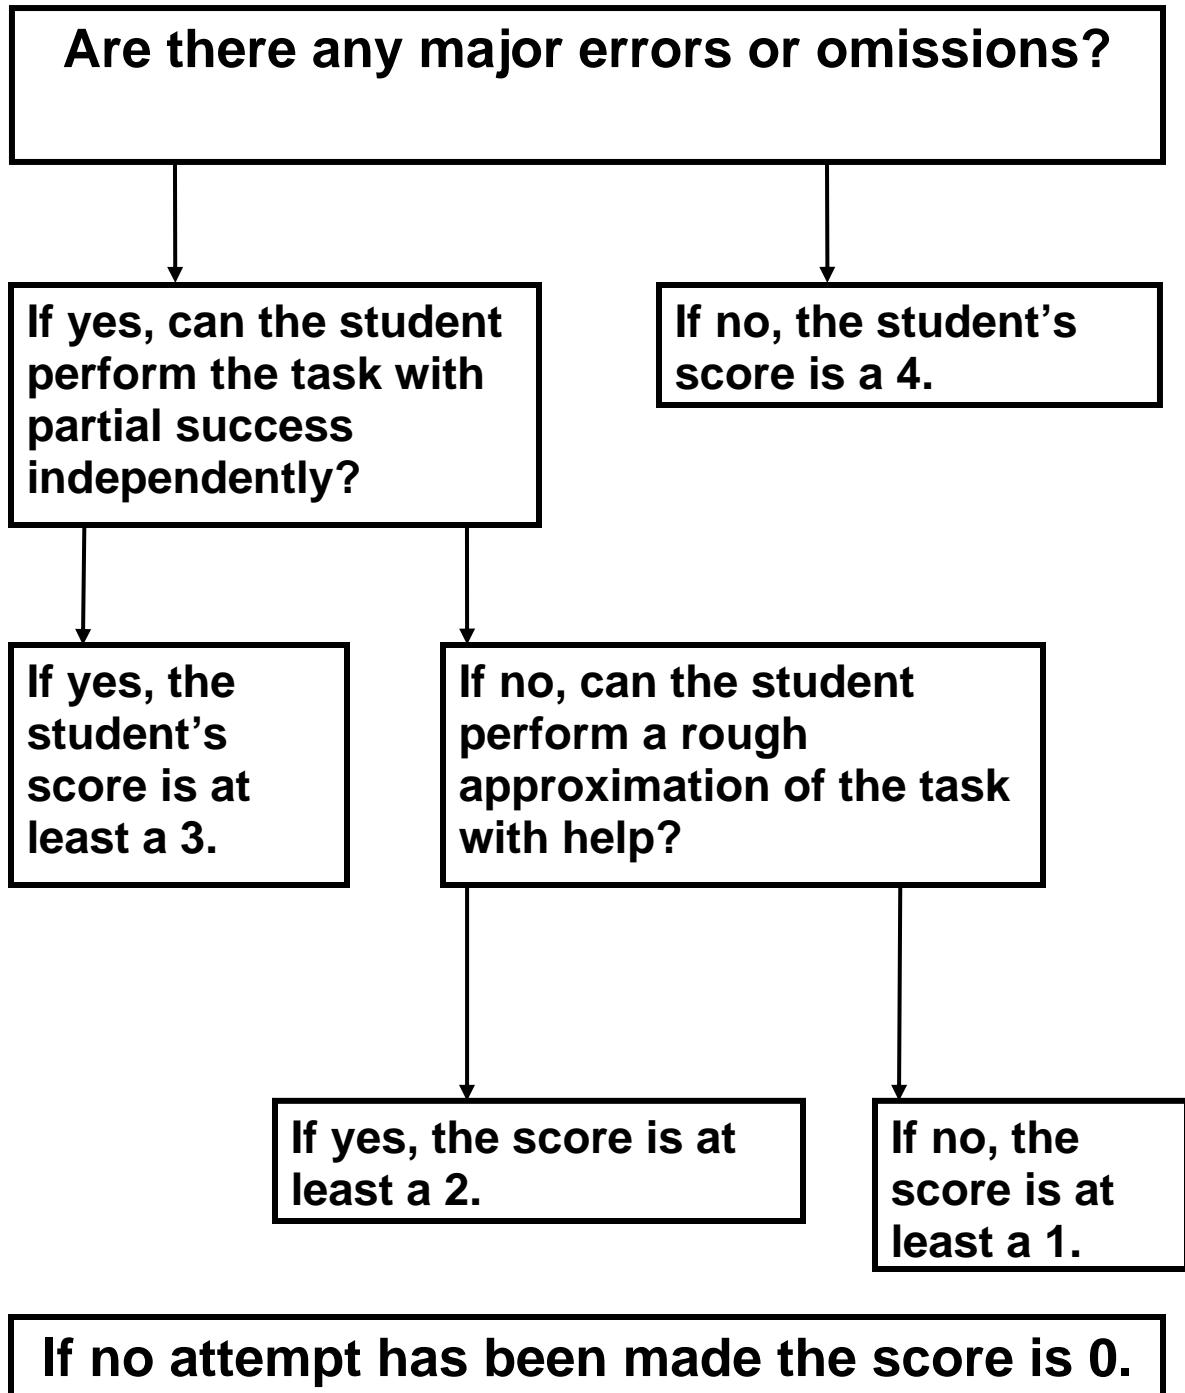 Are there any major errors or omissions?
If yes, can the student
perform the task with
partial success
independently?
If no, the student’s
score is a 4.
If yes, the
student’s
score is at
least a 3.
If no, can the student
perform a rough
approximation of the task
with help?
If yes, the score is at
least a 2.
If no, the
score is at
least a 1.
If no attempt has been made the score is 0.